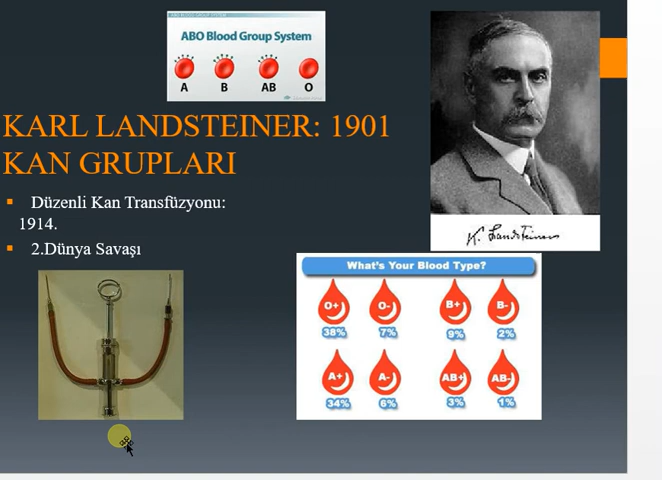 ABO Blood Group System
A B AB O
KARL LANDSTEINER: 1901
KAN GRUPLARI
Düzenli Kan Transfüzyonu:
1914.
2.Dünya Savaşı
K. Landsteiner
What's Your Blood Type?
O+ O- B+ B-
38% 7% 9% 2%
A+ A- AB+ AB-
34% 6% 3% 1%